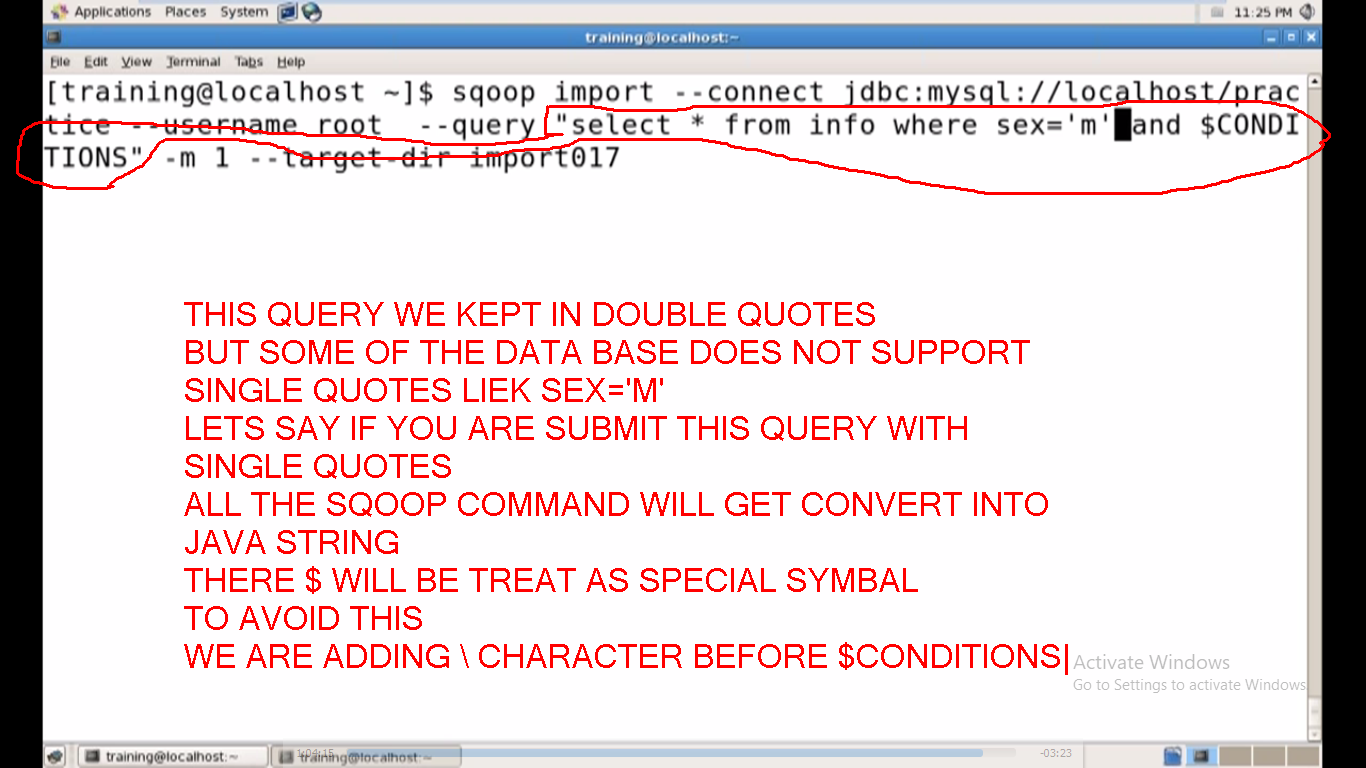 Applications Places System 11:25 PM
training@localhost:~
File Edit View Terminal Tabs Help
[training@localhost ~]$ sqoop import --connect jdbc:mysql://localhost/prac
tice --username root  --query "select * from info where sex='m' and $CONDI
TIONS" -m 1 --target-dir import017
THIS QUERY WE KEPT IN DOUBLE QUOTES
BUT SOME OF THE DATA BASE DOES NOT SUPPORT
SINGLE QUOTES LIEK SEX='M'
LETS SAY IF YOU ARE SUBMIT THIS QUERY WITH
SINGLE QUOTES
ALL THE SQOOP COMMAND WILL GET CONVERT INTO
JAVA STRING
THERE $ WILL BE TREAT AS SPECIAL SYMBAL
TO AVOID THIS
WE ARE ADDING \ CHARACTER BEFORE $CONDITIONS
Activate Windows
Go to Settings to activate Windows
training@localhost:~ training@localhost:~
1:04:15 -03:23